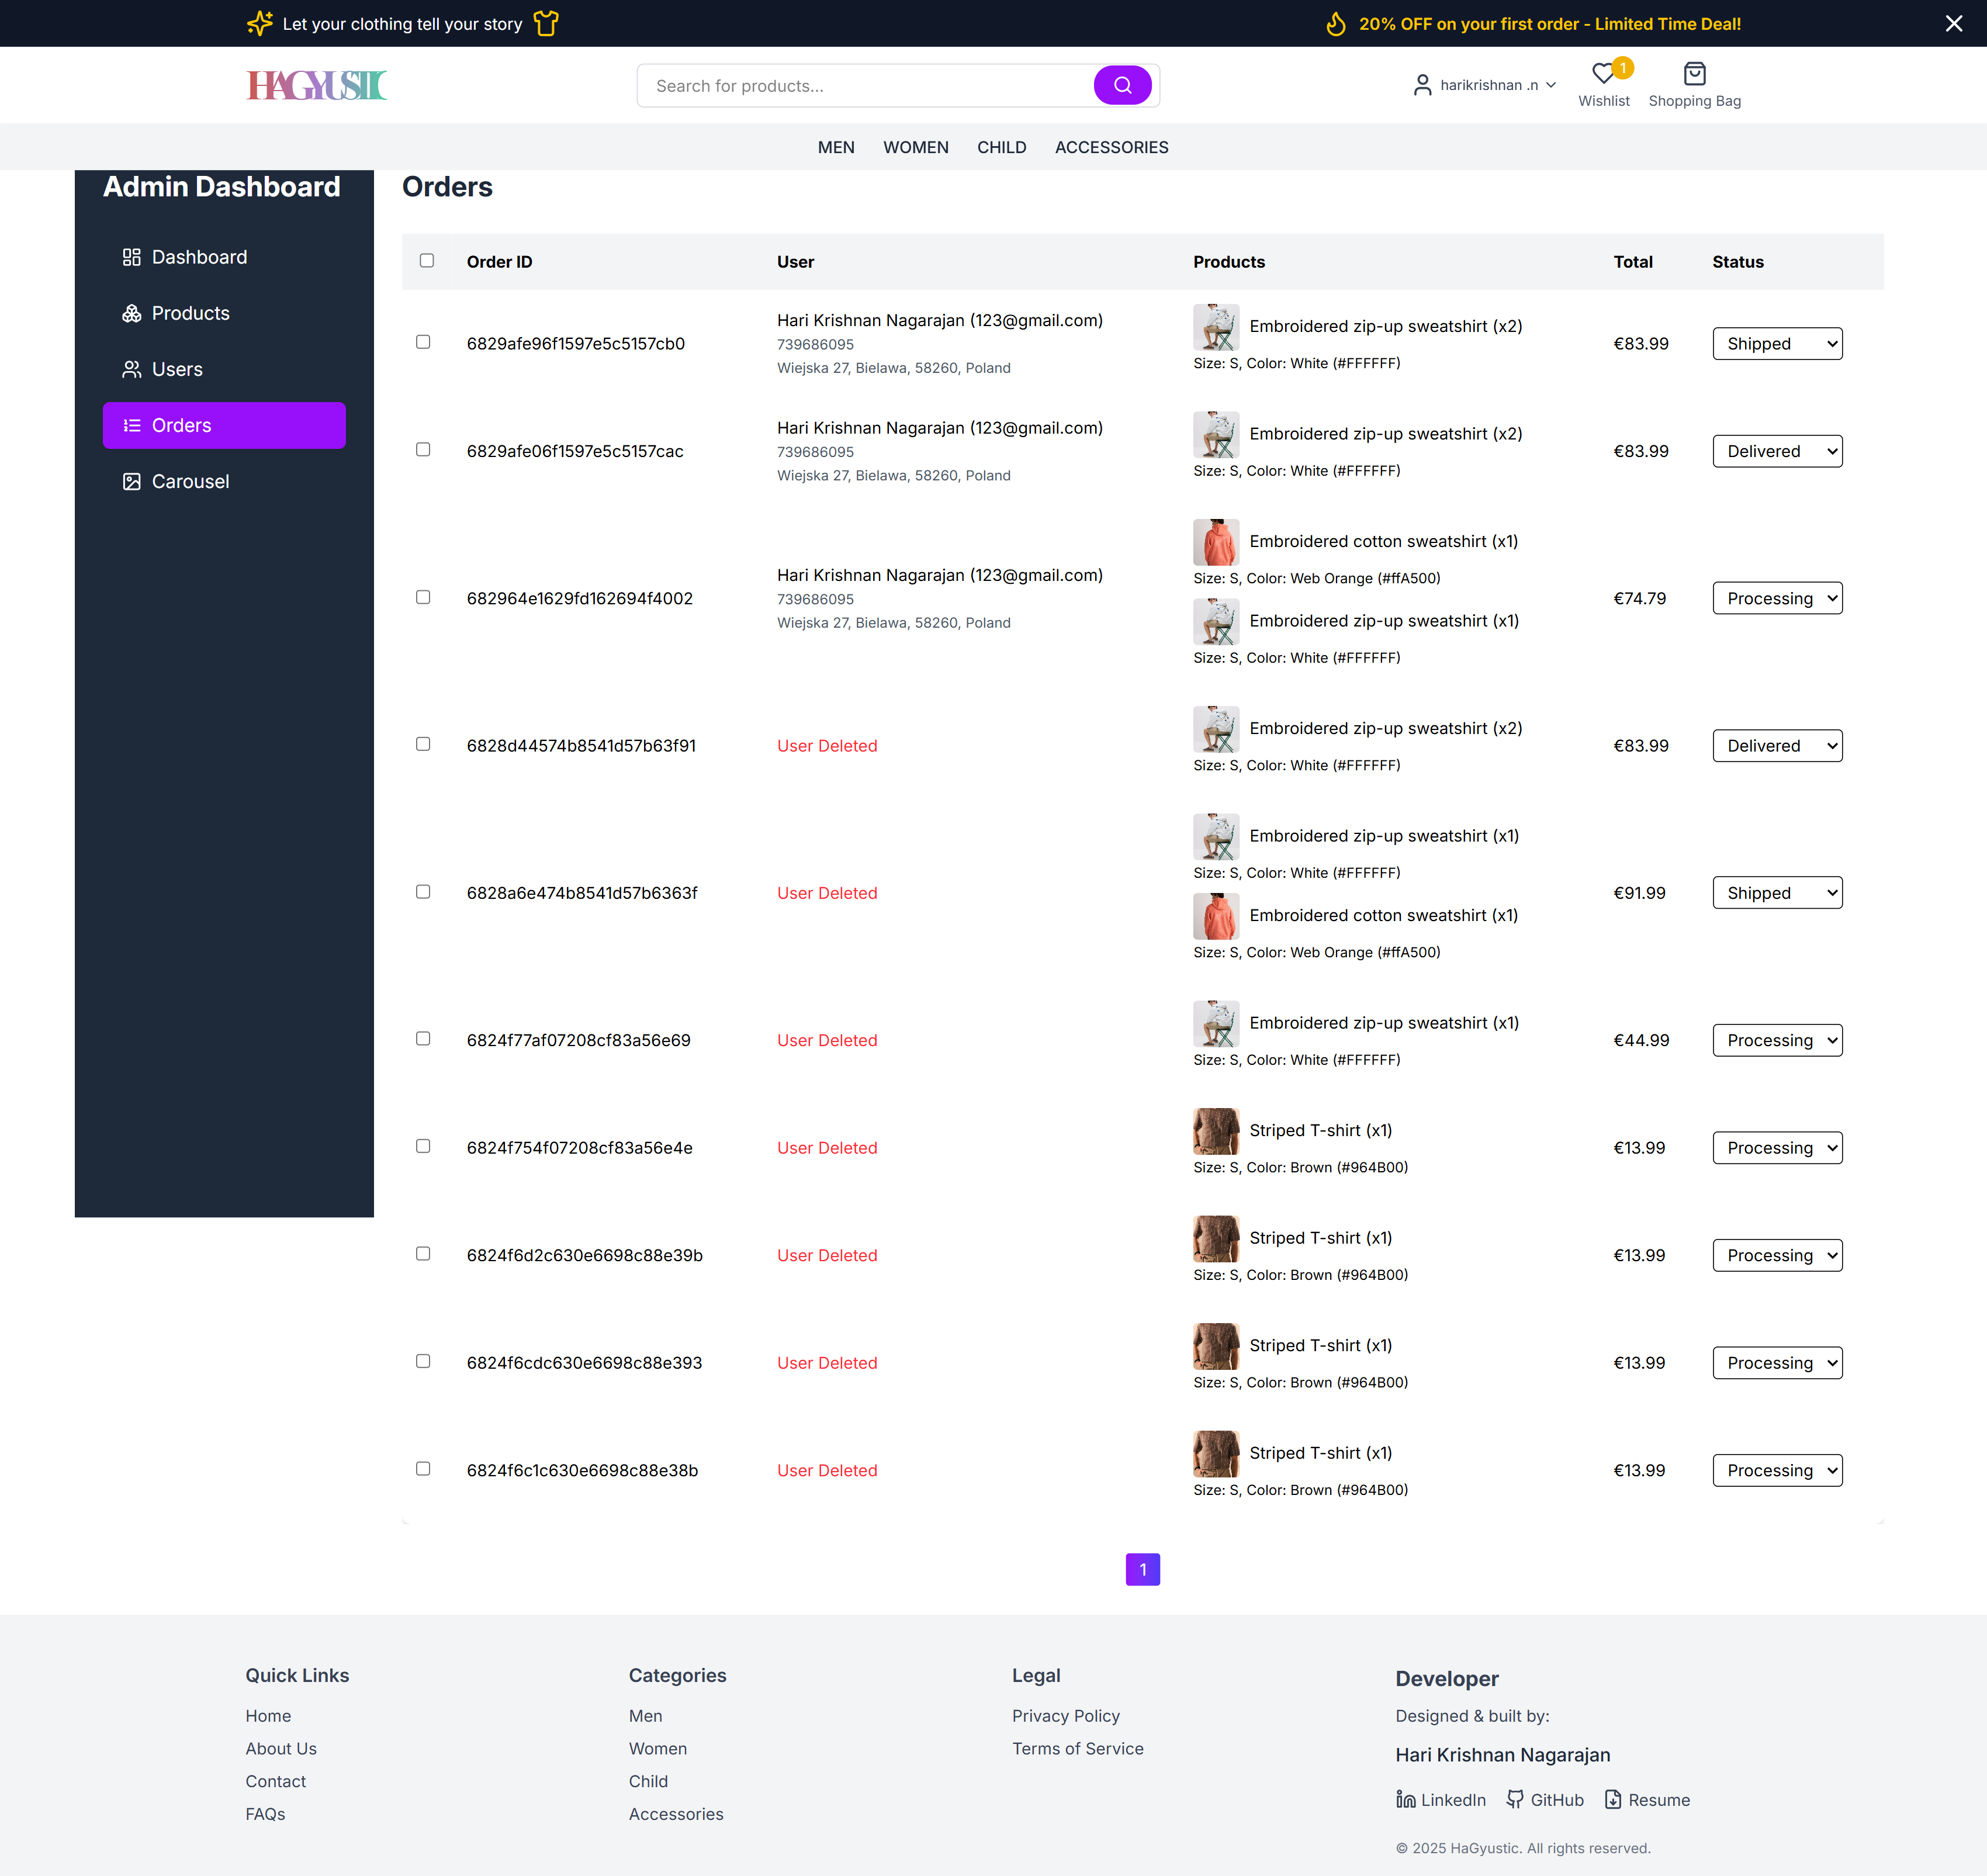 Let your clothing tell your story
20% OFF on your first order - Limited Time Deal!
HAGYUSTIC
Search for products...
harikrishnan .n
1
Wishlist
Shopping Bag
MEN WOMEN CHILD ACCESSORIES
Admin Dashboard
Dashboard
Products
Users
Orders
Carousel
Orders
Order ID User Products Total Status
6829afe96f1597e5c5157cb0
Hari Krishnan Nagarajan (123@gmail.com)
739686095
Wiejska 27, Bielawa, 58260, Poland
Embroidered zip-up sweatshirt (x2)
Size: S, Color: White (#FFFFFF)
€83.99
Shipped
6829afe06f1597e5c5157cac
Hari Krishnan Nagarajan (123@gmail.com)
739686095
Wiejska 27, Bielawa, 58260, Poland
Embroidered zip-up sweatshirt (x2)
Size: S, Color: White (#FFFFFF)
€83.99
Delivered
682964e1629fd162694f4002
Hari Krishnan Nagarajan (123@gmail.com)
739686095
Wiejska 27, Bielawa, 58260, Poland
Embroidered cotton sweatshirt (x1)
Size: S, Color: Web Orange (#ffA500)
Embroidered zip-up sweatshirt (x1)
Size: S, Color: White (#FFFFFF)
€74.79
Processing
6828d44574b8541d57b63f91
User Deleted
Embroidered zip-up sweatshirt (x2)
Size: S, Color: White (#FFFFFF)
€83.99
Delivered
6828a6e474b8541d57b6363f
User Deleted
Embroidered zip-up sweatshirt (x1)
Size: S, Color: White (#FFFFFF)
Embroidered cotton sweatshirt (x1)
Size: S, Color: Web Orange (#ffA500)
€91.99
Shipped
6824f77af07208cf83a56e69
User Deleted
Embroidered zip-up sweatshirt (x1)
Size: S, Color: White (#FFFFFF)
€44.99
Processing
6824f754f07208cf83a56e4e
User Deleted
Striped T-shirt (x1)
Size: S, Color: Brown (#964B00)
€13.99
Processing
6824f6d2c630e6698c88e39b
User Deleted
Striped T-shirt (x1)
Size: S, Color: Brown (#964B00)
€13.99
Processing
6824f6cdc630e6698c88e393
User Deleted
Striped T-shirt (x1)
Size: S, Color: Brown (#964B00)
€13.99
Processing
6824f6c1c630e6698c88e38b
User Deleted
Striped T-shirt (x1)
Size: S, Color: Brown (#964B00)
€13.99
Processing
1
Quick Links
Home
About Us
Contact
FAQs
Categories
Men
Women
Child
Accessories
Legal
Privacy Policy
Terms of Service
Developer
Designed & built by:
Hari Krishnan Nagarajan
LinkedIn GitHub Resume
© 2025 HaGyustic. All rights reserved.